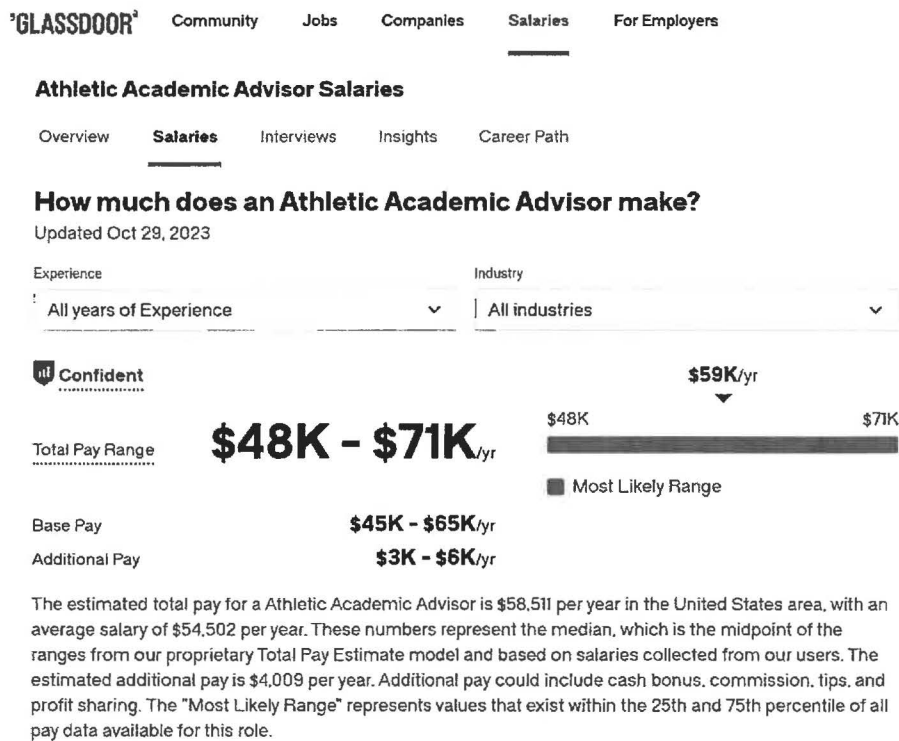 'GLASSDOOR' Community Jobs Companies Salaries For Employers
Athletic Academic Advisor Salaries
Overview Salaries Interviews Insights Career Path
How much does an Athletic Academic Advisor make?
Updated Oct 29, 2023
Experience Industry
All years of Experience All industries
Confident $59K/yr
$48K $71K
Total Pay Range $48K - $71K/yr
Most Likely Range
Base Pay $45K - $65K/yr
Additional Pay $3K - $6K/yr
The estimated total pay for a Athletic Academic Advisor is $58,511 per year in the United States area, with an
average salary of $54,502 per year. These numbers represent the median, which is the midpoint of the
ranges from our proprietary Total Pay Estimate model and based on salaries collected from our users. The
estimated additional pay is $4,009 per year. Additional pay could include cash bonus, commission, tips, and
profit sharing. The "Most Likely Range" represents values that exist within the 25th and 75th percentile of all
pay data available for this role.